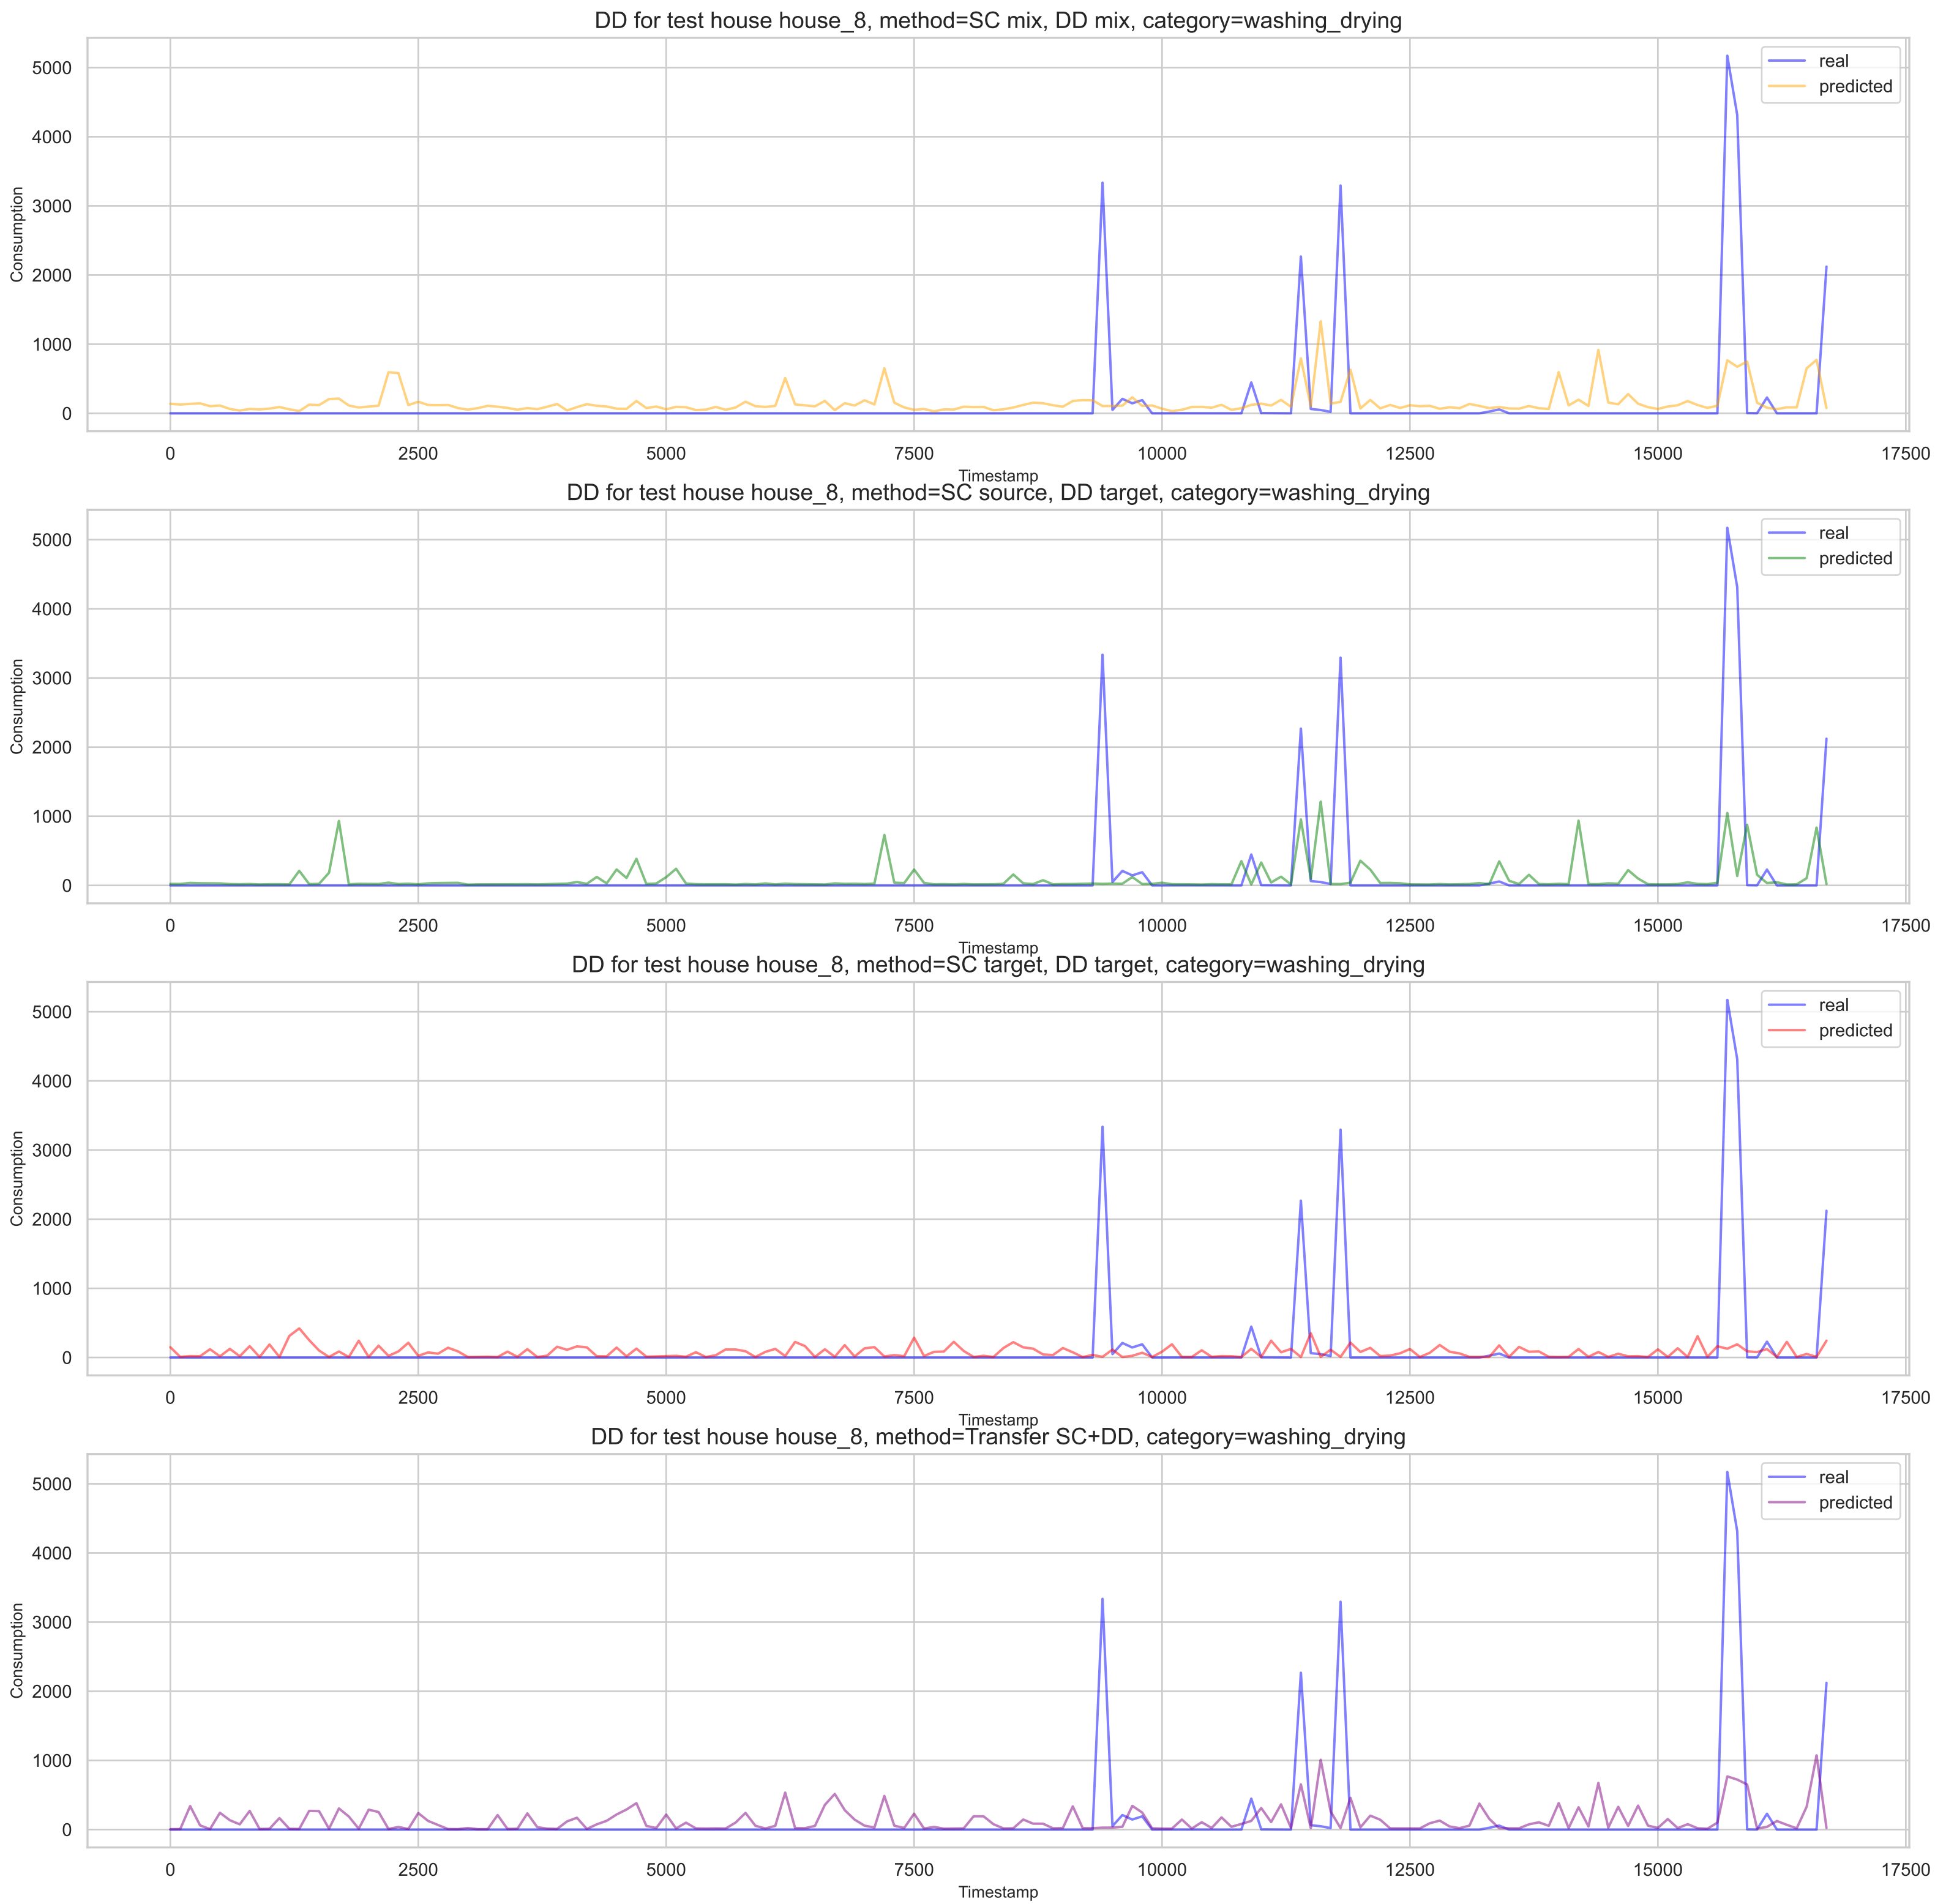 DD for test house house_8, method=SC mix, DD mix, category=washing_drying
real
predicted
Consumption
5000
4000
3000
2000
1000
0
0 2500 5000 7500 10000 12500 15000 17500
Timestamp
DD for test house house_8, method=SC source, DD target, category=washing_drying
real
predicted
Consumption
5000
4000
3000
2000
1000
0
0 2500 5000 7500 10000 12500 15000 17500
Timestamp
DD for test house house_8, method=SC target, DD target, category=washing_drying
real
predicted
Consumption
5000
4000
3000
2000
1000
0
0 2500 5000 7500 10000 12500 15000 17500
Timestamp
DD for test house house_8, method=Transfer SC+DD, category=washing_drying
real
predicted
Consumption
5000
4000
3000
2000
1000
0
0 2500 5000 7500 10000 12500 15000 17500
Timestamp